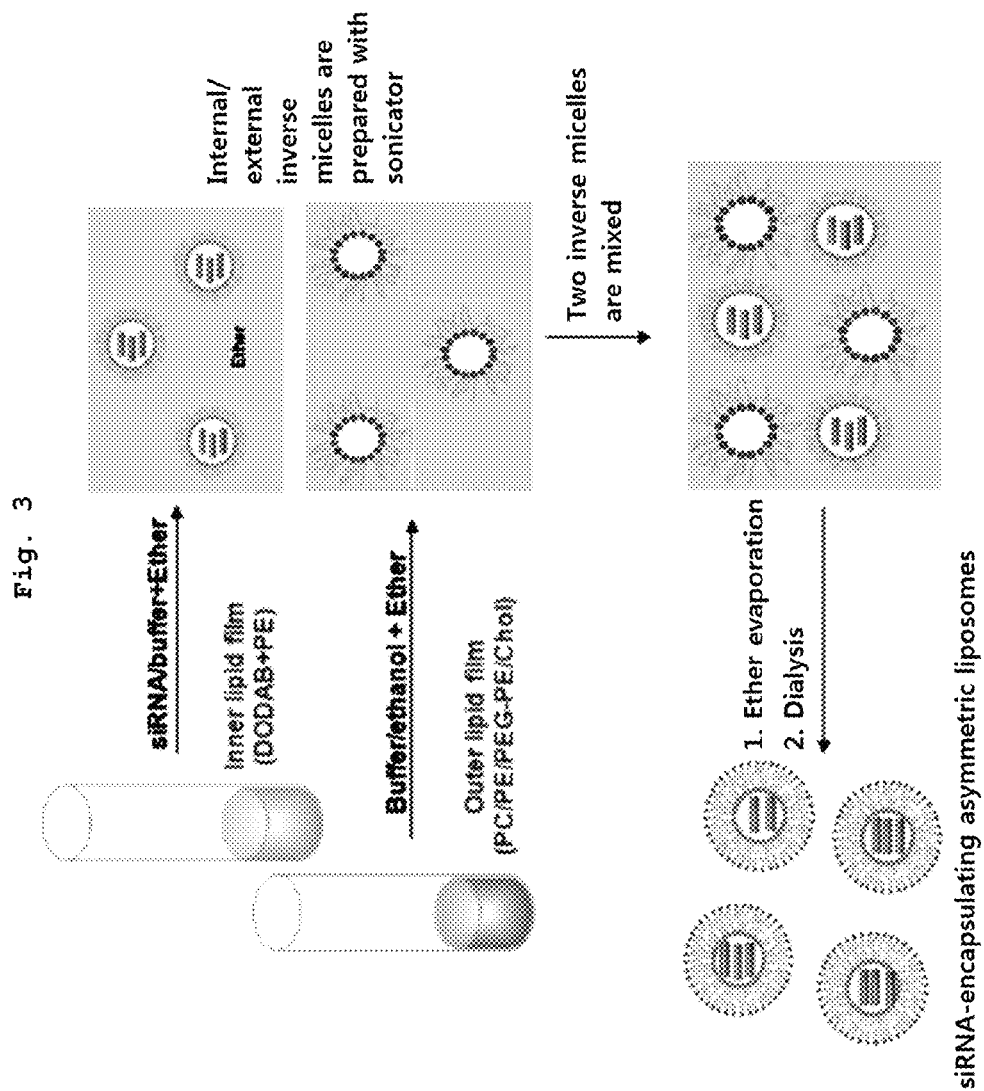 Fig. 3
siRNA/buffer+Ether
Inner lipid film
(DODAB+PE)
Ether
Internal/
external
inverse
micelles are
prepared with
sonicator
Buffer/ethanol + Ether
Outer lipid film
(PC/PE/PEG-PE/Chol)
Two inverse micelles
are mixed
1. Ether evaporation
2. Dialysis
siRNA-encapsulating asymmetric liposomes